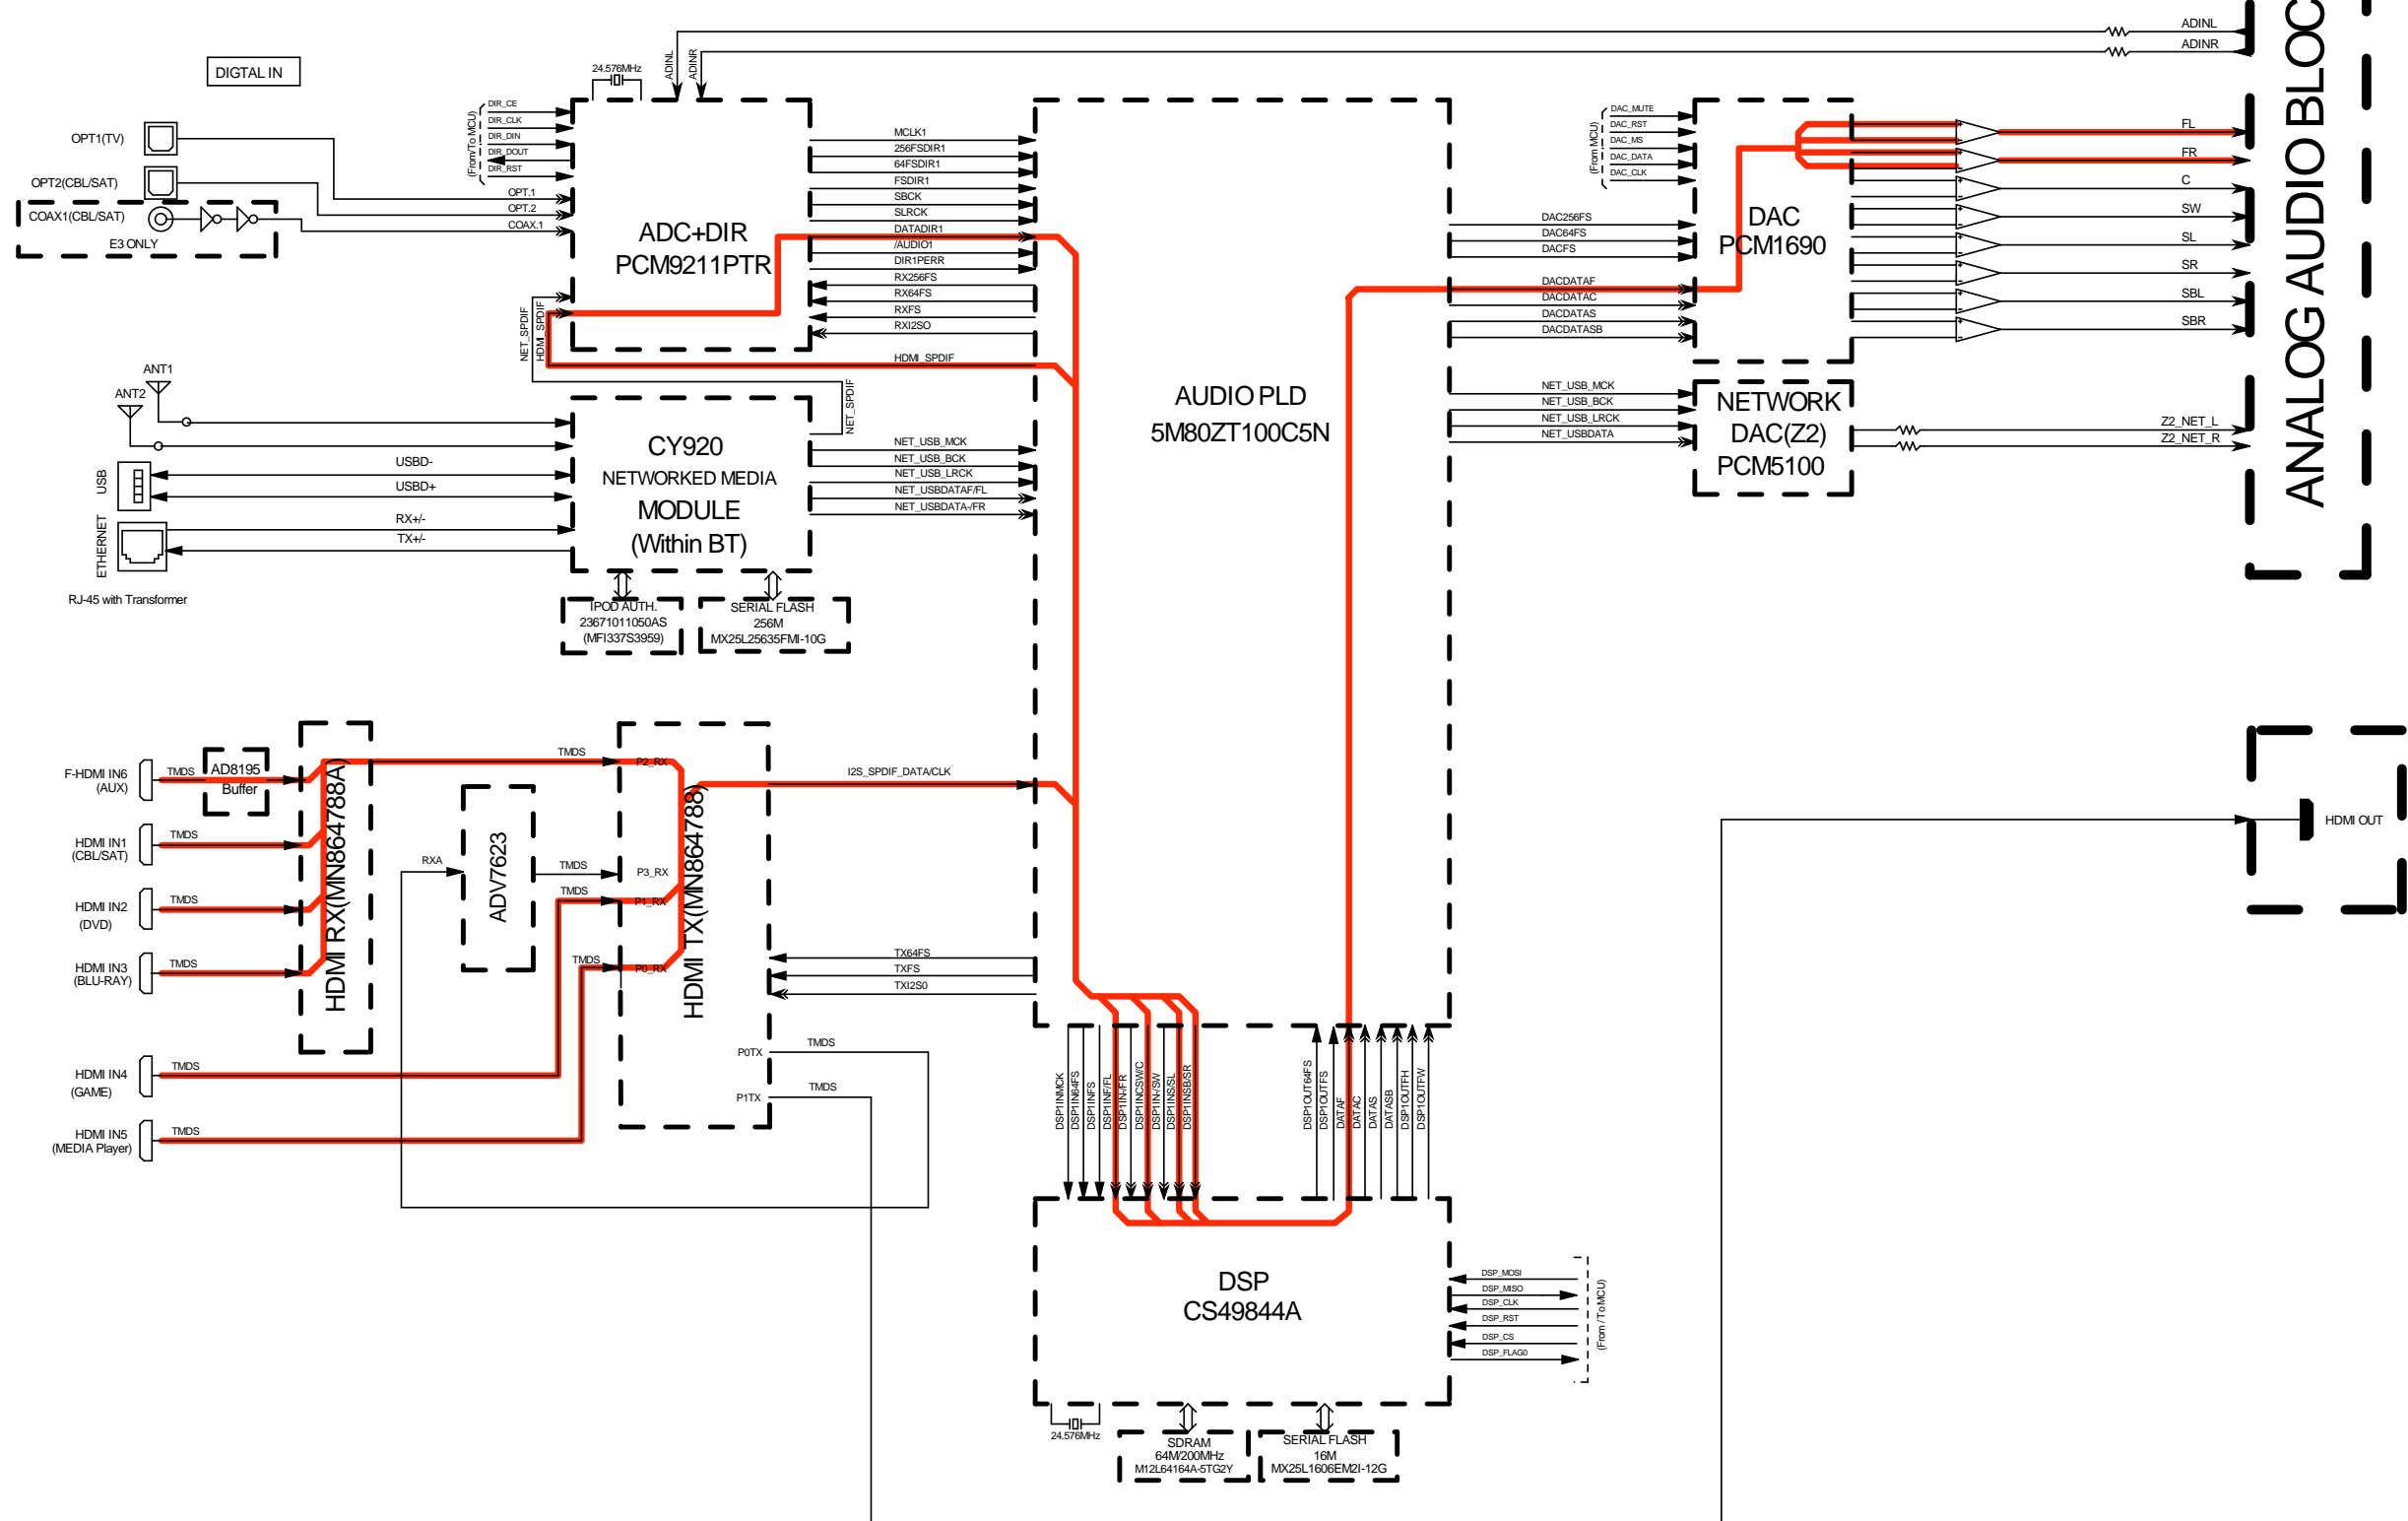 ADINL
ADINR
ANALOG AUDIO BLOC
DIGTAL IN
24.576MHz
ADINL
ADINR
(From/To MCU)
DIR_CE
DIR_CLK
DIR_DIN
DIR_DOUT
DIR_RST
OPT1(TV)
OPT2(CBL/SAT)
COAX1(CBL/SAT)
E3 ONLY
OPT.1
OPT.2
COAX.1
ADC+DIR
PCM9211PTR
NET_SPDIF
HDMI_SPDIF
MCLK1
256FSDIR1
64FSDIR1
FSDIR1
SBCK
SLRCK
DATADIR1
/AUDIO1
DIR1PERR
RX256FS
RX64FS
RXFS
RXI2SO
HDMI_SPDIF
NET_SPDIF
AUDIO PLD
5M80ZT100C5N
(From MCU)
DAC_MUTE
DAC_RST
DAC_MS
DAC_DATA
DAC_CLK
DAC256FS
DAC64FS
DACFS
DACDATAF
DACDATAC
DACDATAS
DACDATASB
DAC
PCM1690
FL
FR
C
SW
SL
SR
SBL
SBR
NET_USB_MCK
NET_USB_BCK
NET_USB_LRCK
NET_USBDATA
NETWORK
DAC(Z2)
PCM5100
Z2_NET_L
Z2_NET_R
ANT1
ANT2
USB
USBD-
USBD+
ETHERNET
RX+/-
TX+/-
RJ-45 with Transformer
CY920
NETWORKED MEDIA
MODULE
(Within BT)
NET_USB_MCK
NET_USB_BCK
NET_USB_LRCK
NET_USBDATAF/FL
NET_USBDATA-/FR
IPOD AUTH.
23671011050AS
(MFI337S3959)
SERIAL FLASH
256M
MX25L25635FMI-10G
F-HDMI IN6
(AUX)
TMDS
AD8195
Buffer
HDMI IN1
(CBL/SAT)
TMDS
HDMI IN2
(DVD)
TMDS
HDMI IN3
(BLU-RAY)
TMDS
HDMI IN4
(GAME)
TMDS
HDMI IN5
(MEDIA Player)
TMDS
HDMI RX(MN864788A)
RXA
ADV7623
TMDS
TMDS
TMDS
TMDS
P2_RX
P3_RX
P1_RX
P0_RX
HDMI TX(MN864788)
I2S_SPDIF_DATA/CLK
TX64FS
TXFS
TXI2S0
P0TX
TMDS
P1TX
TMDS
HDMI OUT
DSP1INMCK
DSP1IN64FS
DSP1INFS
DSP1INF/FL
DSP1IN-/FR
DSP1INCSW/C
DSP1IN-/SW
DSP1INS/SL
DSP1INSB/SR
DSP1OUT64FS
DSP1OUTFS
DATAF
DATAC
DATAS
DATASB
DSP1OUTFH
DSP1OUTFW
DSP
CS49844A
DSP_MOSI
DSP_MISO
DSP_CLK
DSP_RST
DSP_CS
DSP_FLAG0
(From /To MCU)
24.576MHz
SDRAM
64M/200MHz
M12L64164A-5TG2Y
SERIAL FLASH
16M
MX25L1606EM2I-12G